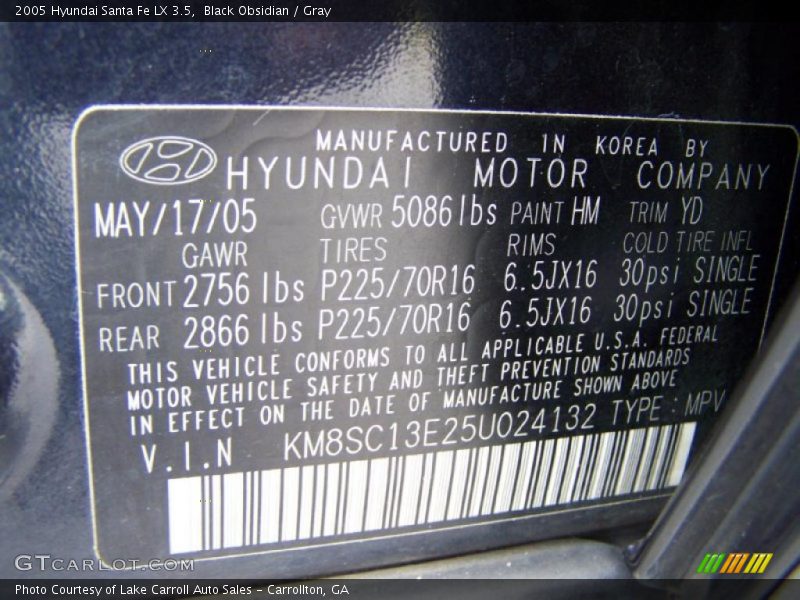 2005 Hyundai Santa Fe LX 3.5, Black Obsidian / Gray
MANUFACTURED IN KOREA BY
HYUNDAI MOTOR COMPANY
MAY/17/05 GVWR 5086 lbs PAINT HM TRIM YD
GAWR TIRES RIMS COLD TIRE INFL
FRONT 2756 lbs P225/70R16 6.5JX16 30psi SINGLE
REAR 2866 lbs P225/70R16 6.5JX16 30psi SINGLE
THIS VEHICLE CONFORMS TO ALL APPLICABLE U.S.A. FEDERAL
MOTOR VEHICLE SAFETY AND THEFT PREVENTION STANDARDS
IN EFFECT ON THE DATE OF MANUFACTURE SHOWN ABOVE
V.I.N KM8SC13E25U024132 TYPE : MPV
GTCARLOT.COM
Photo Courtesy of Lake Carroll Auto Sales - Carrollton, GA